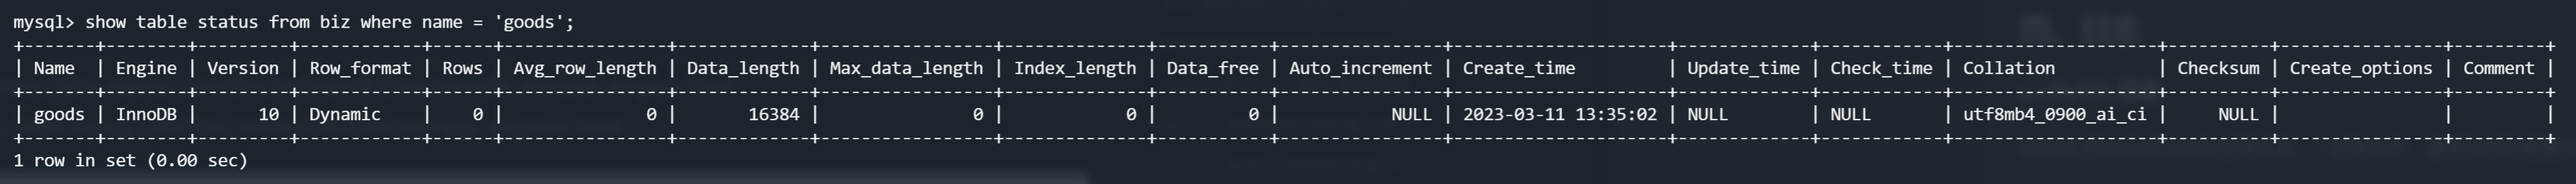 mysql> show table status from biz where name = 'goods';
+-------+--------+---------+------------+------+----------------+-------------+-----------------+--------------+-----------+----------------+---------------------+-------------+------------+--------------------+----------+----------------+---------+
| Name  | Engine | Version | Row_format | Rows | Avg_row_length | Data_length | Max_data_length | Index_length | Data_free | Auto_increment | Create_time         | Update_time | Check_time | Collation          | Checksum | Create_options | Comment |
+-------+--------+---------+------------+------+----------------+-------------+-----------------+--------------+-----------+----------------+---------------------+-------------+------------+--------------------+----------+----------------+---------+
| goods | InnoDB |      10 | Dynamic    |    0 |              0 |       16384 |               0 |            0 |         0 |           NULL | 2023-03-11 13:35:02 | NULL        | NULL       | utf8mb4_0900_ai_ci |     NULL |                |         |
+-------+--------+---------+------------+------+----------------+-------------+-----------------+--------------+-----------+----------------+---------------------+-------------+------------+--------------------+----------+----------------+---------+
1 row in set (0.00 sec)